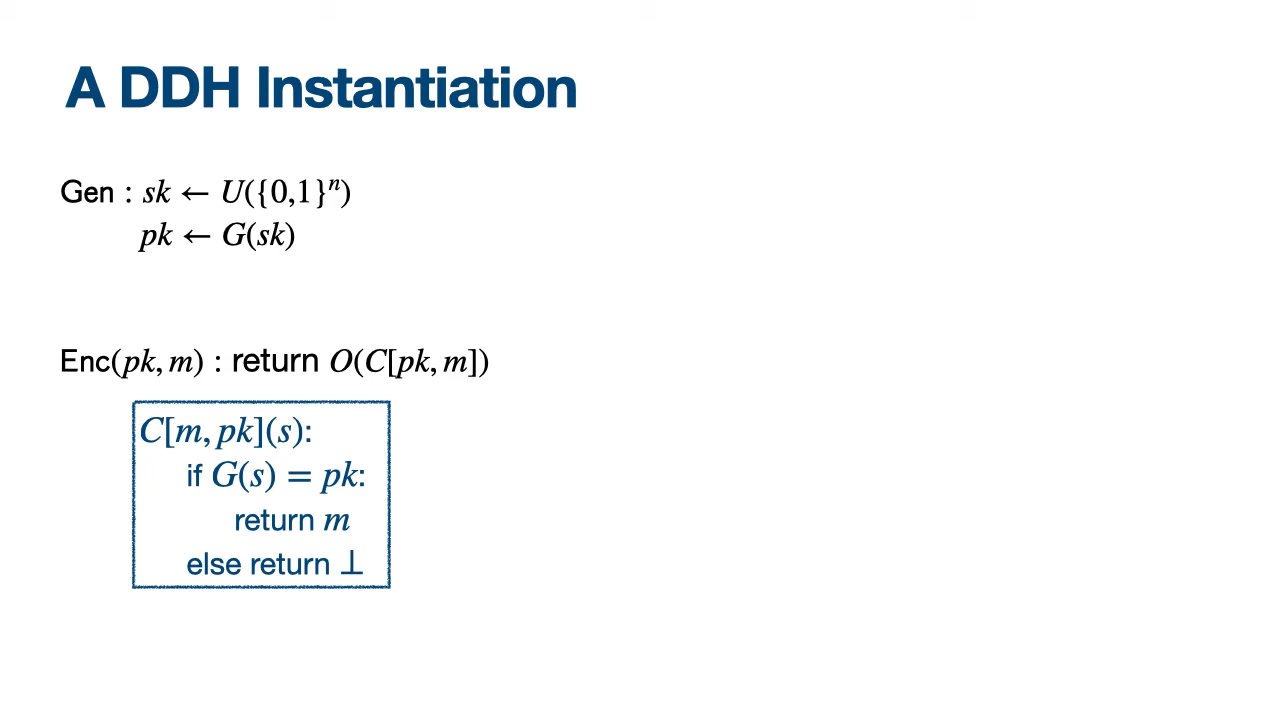 A DDH Instantiation
Gen : sk ← U({0,1}ⁿ)
pk ← G(sk)
Enc(pk, m) : return O(C[pk, m])
C[m, pk](s):
if G(s) = pk:
return m
else return ⊥